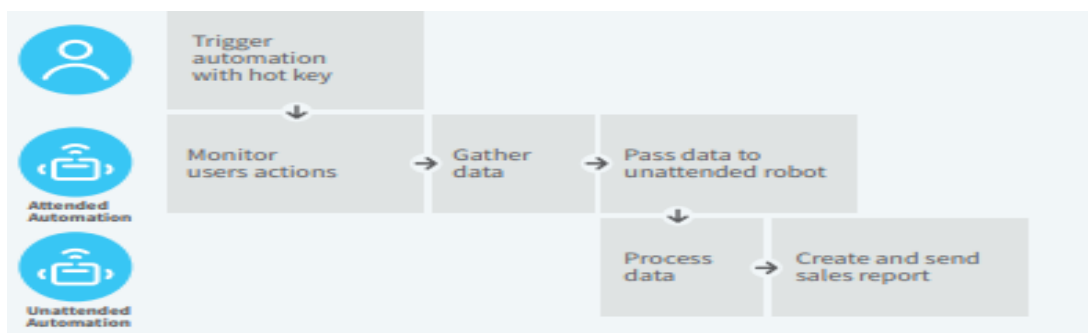 Trigger
automation
with hot key
Monitor
users actions
Gather
data
Pass data to
unattended robot
Attended
Automation
Process
data
Create and send
sales report
Unattended
Automation